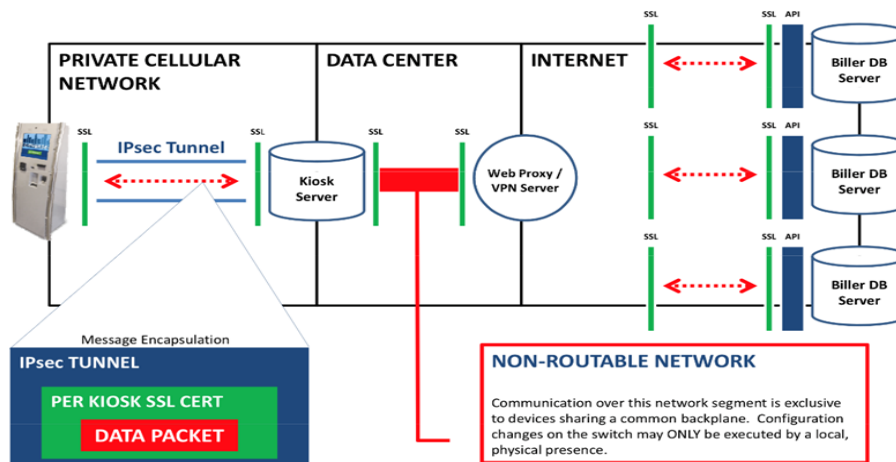 SSL
SSL
API
PRIVATE CELLULAR
NETWORK
DATA CENTER
INTERNET
Biller DB
Server
SSL
IPsec Tunnel
SSL
SSL
SSL
Kiosk
Server
Web Proxy /
VPN Server
SSL
SSL
API
Biller DB
Server
SSL
SSL
API
Biller DB
Server
Message Encapsulation
IPsec TUNNEL
PER KIOSK SSL CERT
DATA PACKET
NON-ROUTABLE NETWORK
Communication over this network segment is exclusive
to devices sharing a common backplane. Configuration
changes on the switch may ONLY be executed by a local,
physical presence.